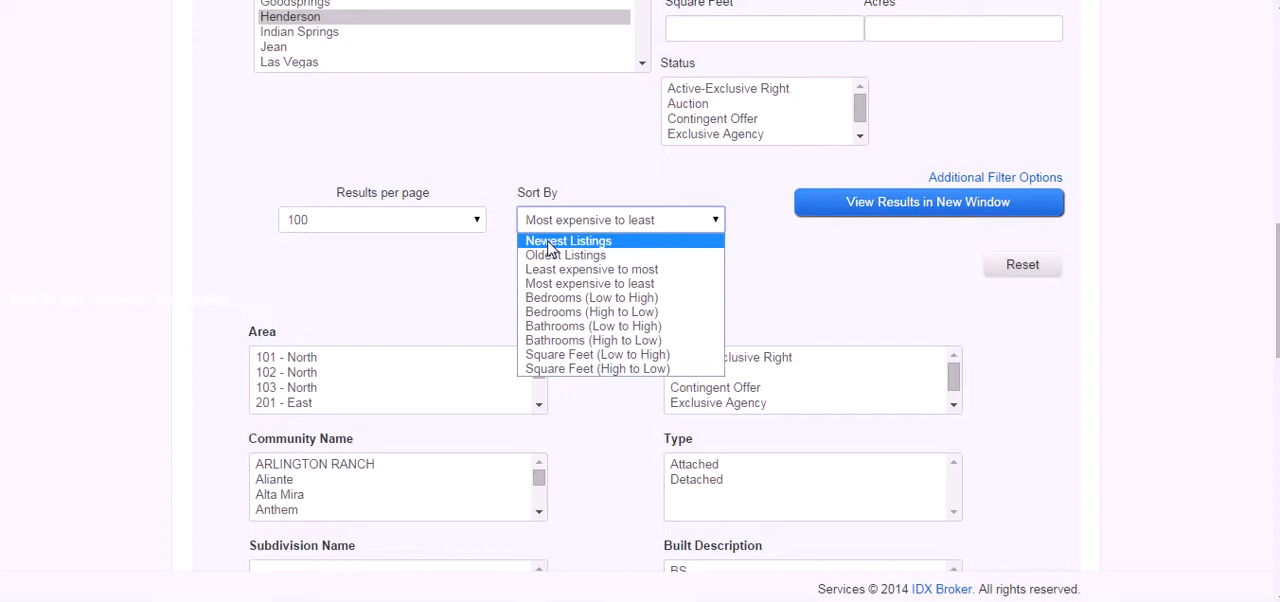 Goodsprings
Henderson
Indian Springs
Jean
Las Vegas
Square Feet
Acres
Status
Active-Exclusive Right
Auction
Contingent Offer
Exclusive Agency
Additional Filter Options
Results per page
Sort By
100
Most expensive to least
View Results in New Window
Newest Listings
Oldest Listings
Least expensive to most
Most expensive to least
Bedrooms (Low to High)
Bedrooms (High to Low)
Bathrooms (Low to High)
Bathrooms (High to Low)
Square Feet (Low to High)
Square Feet (High to Low)
Reset
Area
101 - North
102 - North
103 - North
201 - East
clusive Right
Contingent Offer
Exclusive Agency
Community Name
ARLINGTON RANCH
Aliante
Alta Mira
Anthem
Type
Attached
Detached
Subdivision Name
Built Description
BS
Services © 2014 IDX Broker. All rights reserved.